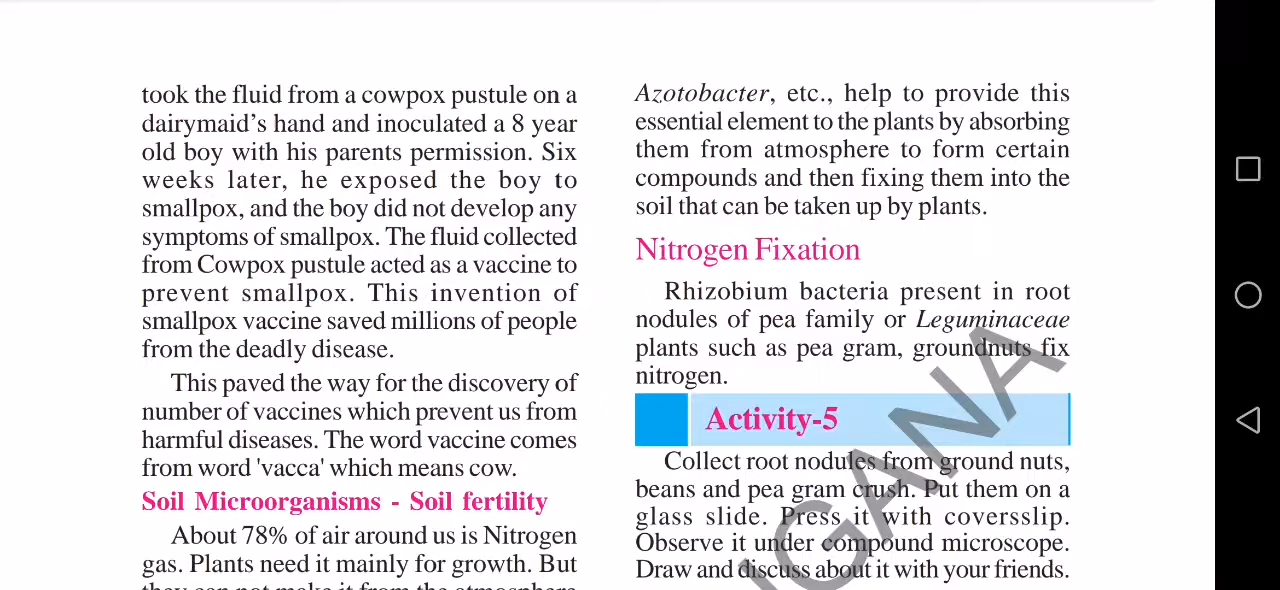 took the fluid from a cowpox pustule on a
dairymaid’s hand and inoculated a 8 year
old boy with his parents permission. Six
weeks later, he exposed the boy to
smallpox, and the boy did not develop any
symptoms of smallpox. The fluid collected
from Cowpox pustule acted as a vaccine to
prevent smallpox. This invention of
smallpox vaccine saved millions of people
from the deadly disease.
This paved the way for the discovery of
number of vaccines which prevent us from
harmful diseases. The word vaccine comes
from word 'vacca' which means cow.
Soil Microorganisms - Soil fertility
About 78% of air around us is Nitrogen
gas. Plants need it mainly for growth. But
they can not make it from the atmosphere
Azotobacter, etc., help to provide this
essential element to the plants by absorbing
them from atmosphere to form certain
compounds and then fixing them into the
soil that can be taken up by plants.
Nitrogen Fixation
Rhizobium bacteria present in root
nodules of pea family or Leguminaceae
plants such as pea gram, groundnuts fix
nitrogen.
Activity-5
Collect root nodules from ground nuts,
beans and pea gram crush. Put them on a
glass slide. Press it with coversslip.
Observe it under compound microscope.
Draw and discuss about it with your friends.
NGANA